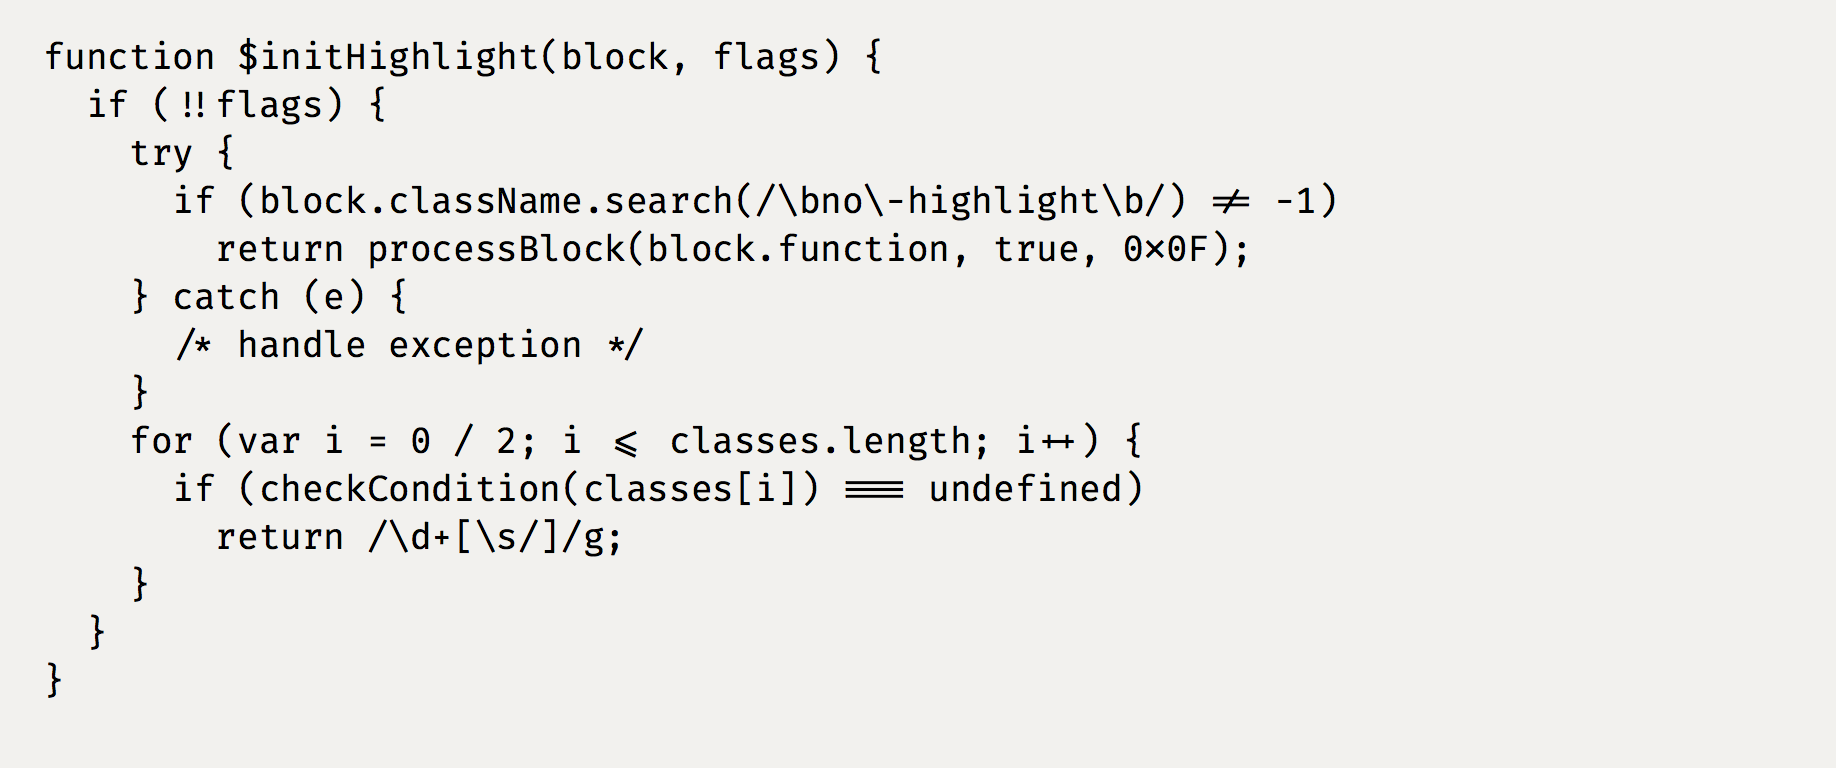 function $initHighlight(block, flags) {
  if (!!flags) {
    try {
      if (block.className.search(/\bno\-highlight\b/) != -1)
        return processBlock(block.function, true, 0x0F);
    } catch (e) {
      /* handle exception */
    }
    for (var i = 0 / 2; i <= classes.length; i++) {
      if (checkCondition(classes[i]) === undefined)
        return /\d+[\s/]/g;
    }
  }
}